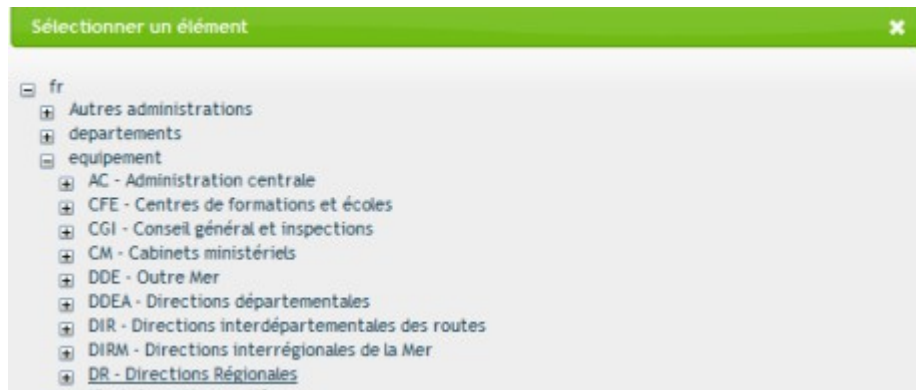 Sélectionner un élément
fr
Autres administrations
departements
equipement
AC - Administration centrale
CFE - Centres de formations et écoles
CGI - Conseil général et inspections
CM - Cabinets ministériels
DDE - Outre Mer
DDEA - Directions départementales
DIR - Directions interdépartementales des routes
DIRM - Directions interrégionales de la Mer
DR - Directions Régionales